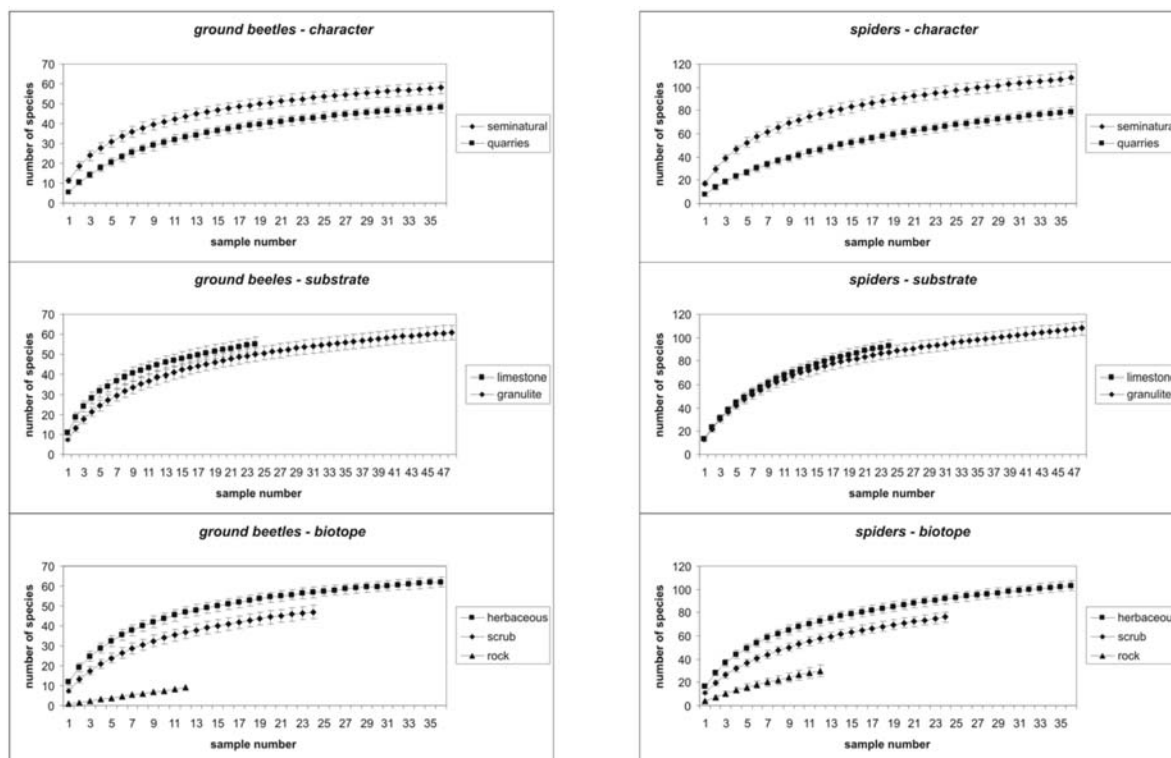 ground beetles - character
number of species
70
60
50
40
30
20
10
0
1 3 5 7 9 11 13 15 17 19 21 23 25 27 29 31 33 35
sample number
seminatural
quarries
spiders - character
number of species
120
100
80
60
40
20
0
1 3 5 7 9 11 13 15 17 19 21 23 25 27 29 31 33 35
sample number
seminatural
quarries
ground beeles - substrate
number of species
70
60
50
40
30
20
10
0
1 3 5 7 9 11 13 15 17 19 21 23 25 27 29 31 33 35 37 39 41 43 45 47
sample number
limestone
granulite
spiders - substrate
number of species
120
100
80
60
40
20
0
1 3 5 7 9 11 13 15 17 19 21 23 25 27 29 31 33 35 37 39 41 43 45 47
sample number
limestone
granulite
ground beetles - biotope
number of species
70
60
50
40
30
20
10
0
1 3 5 7 9 11 13 15 17 19 21 23 25 27 29 31 33 35
sample number
herbaceous
scrub
rock
spiders - biotope
number of species
120
100
80
60
40
20
0
1 3 5 7 9 11 13 15 17 19 21 23 25 27 29 31 33 35
sample number
herbaceous
scrub
rock